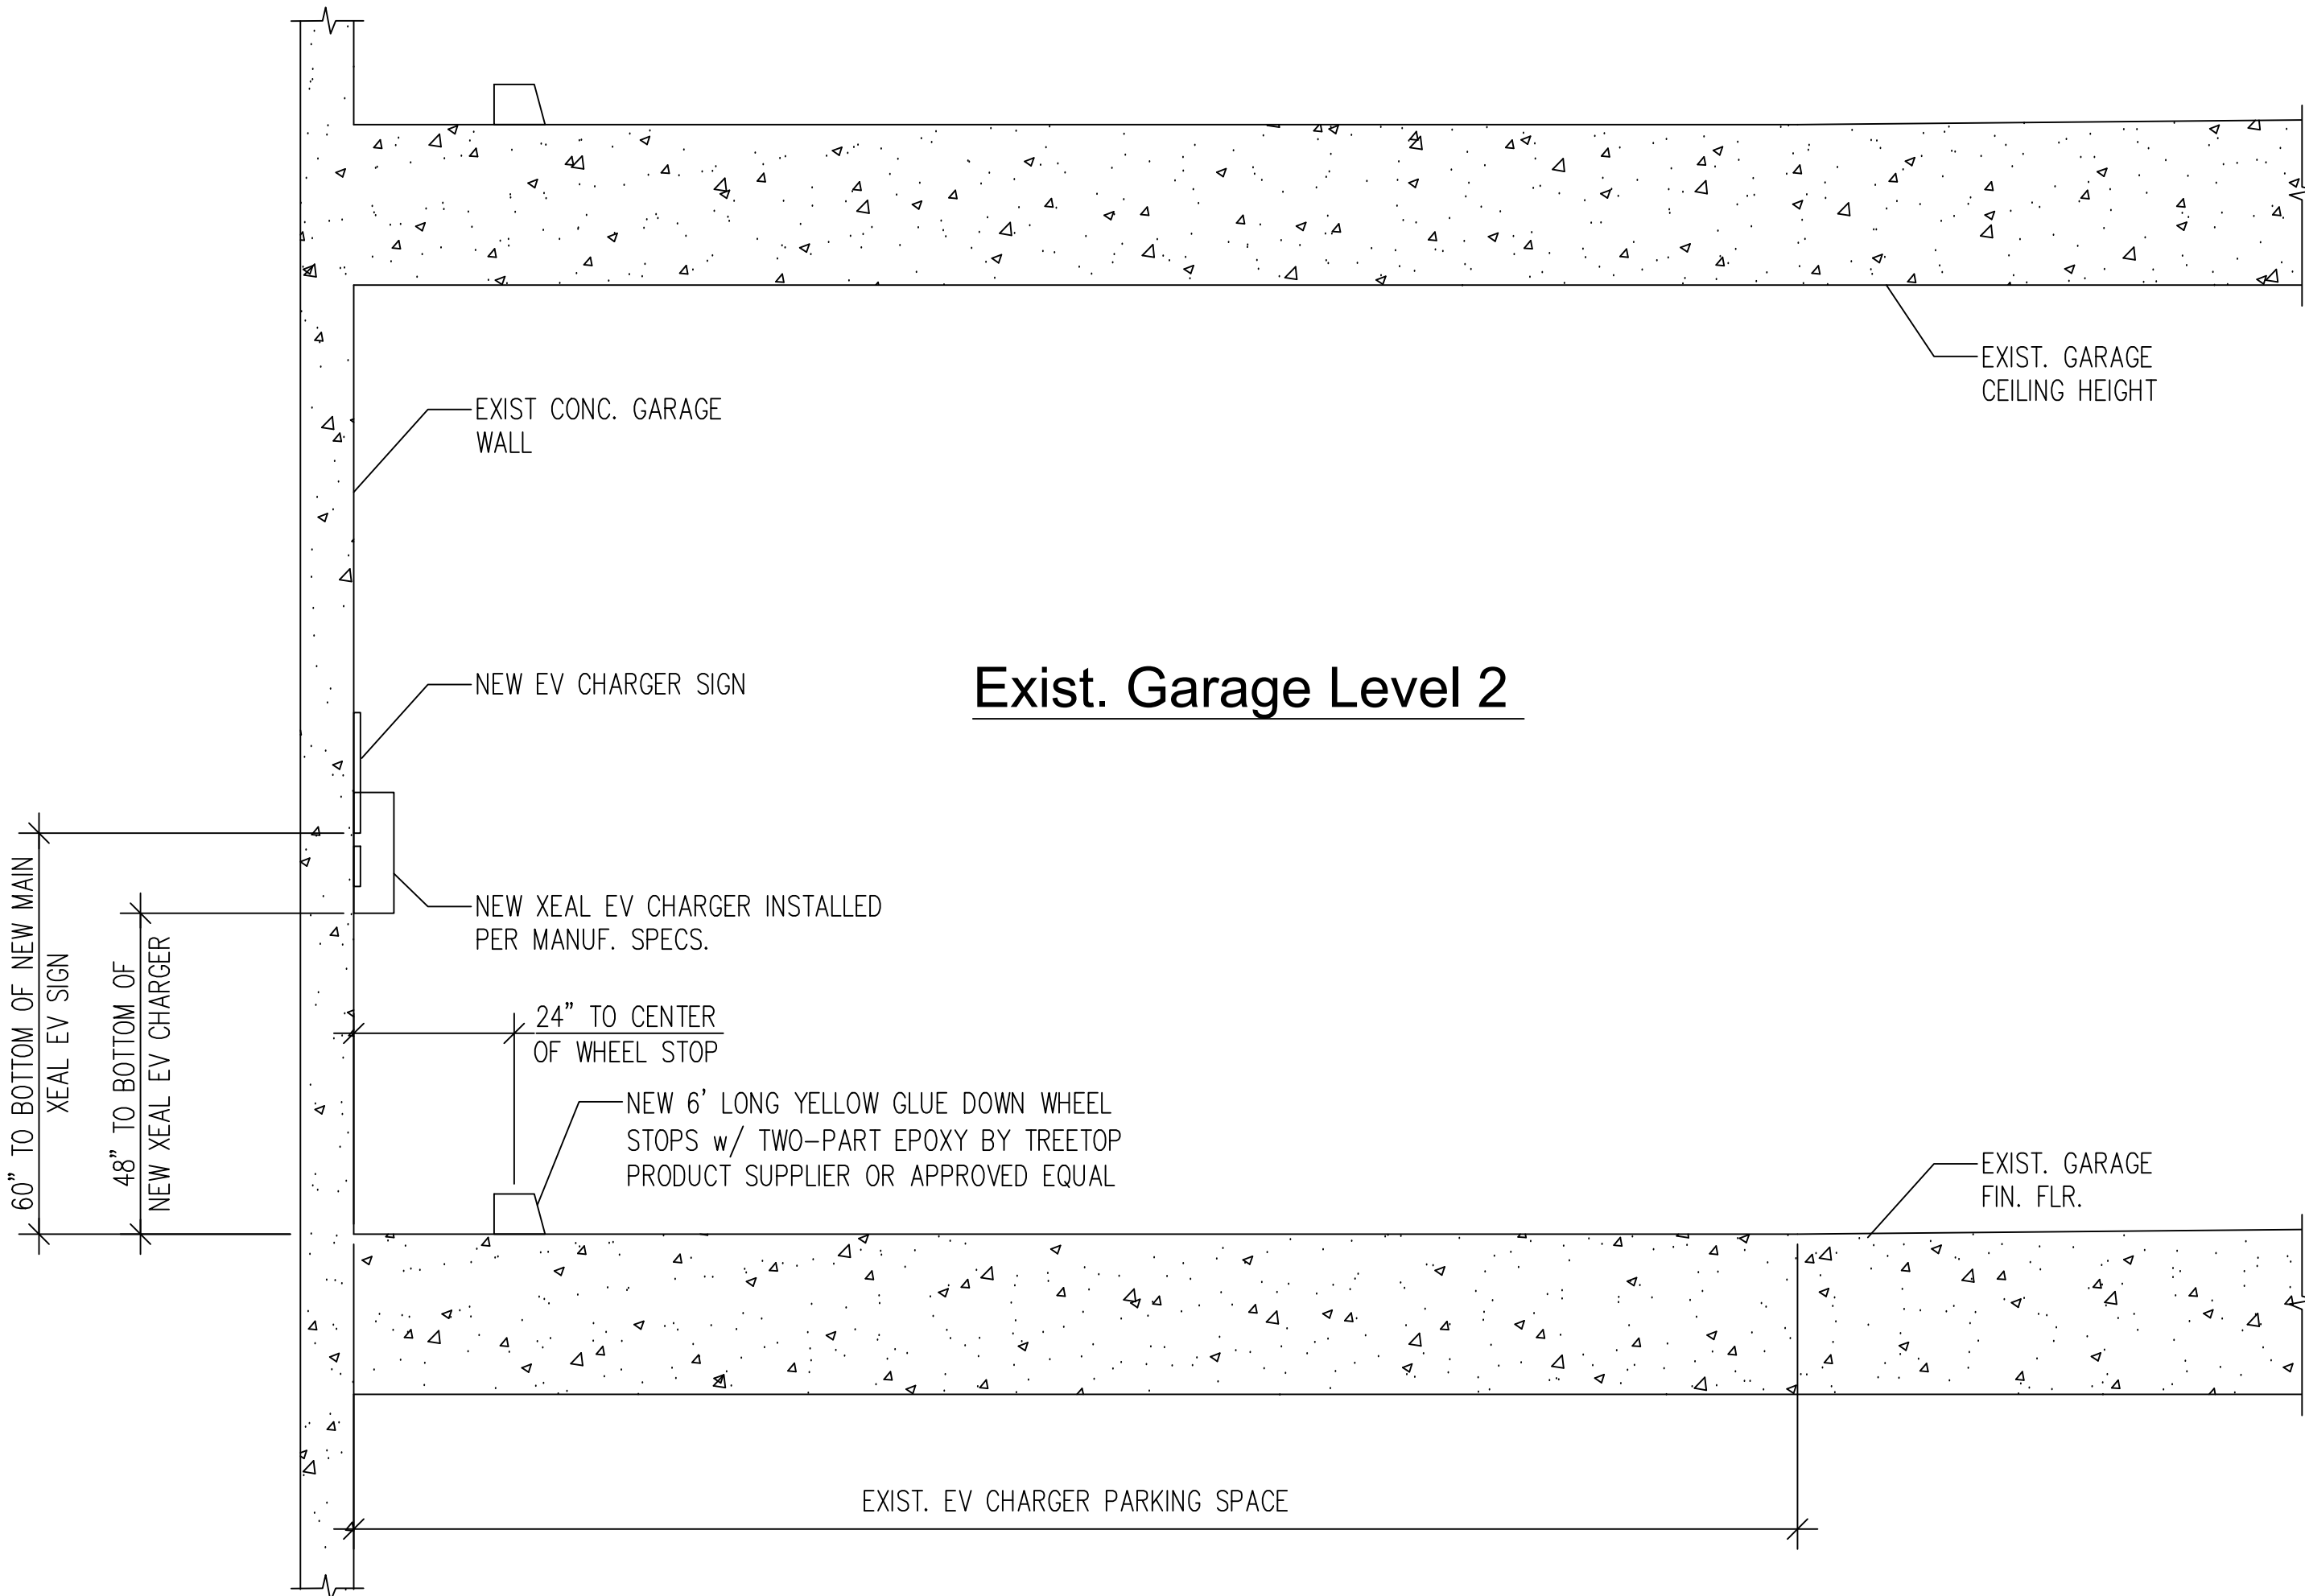 EXIST. GARAGE
CEILING HEIGHT
EXIST CONC. GARAGE
WALL
NEW EV CHARGER SIGN
Exist. Garage Level 2
NEW XEAL EV CHARGER INSTALLED
PER MANUF. SPECS.
60" TO BOTTOM OF NEW MAIN
XEAL EV SIGN
48" TO BOTTOM OF
NEW XEAL EV CHARGER
24" TO CENTER
OF WHEEL STOP
NEW 6' LONG YELLOW GLUE DOWN WHEEL
STOPS w/ TWO-PART EPOXY BY TREETOP
PRODUCT SUPPLIER OR APPROVED EQUAL
EXIST. GARAGE
FIN. FLR.
EXIST. EV CHARGER PARKING SPACE